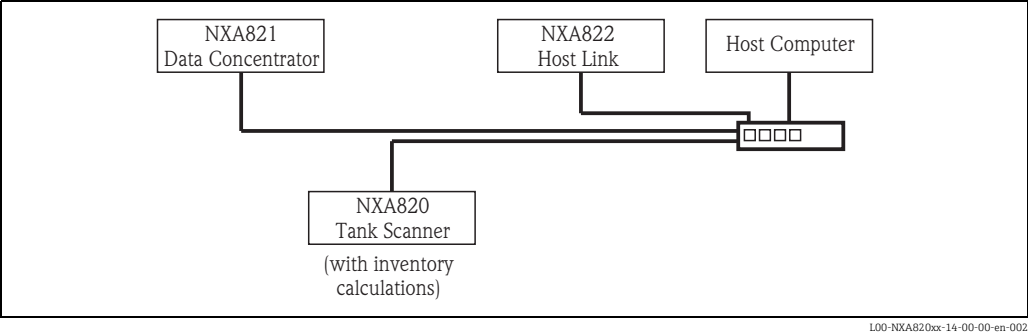 NXA821
Data Concentrator
NXA822
Host Link
Host Computer
NXA820
Tank Scanner
(with inventory
calculations)
L00-NXA820xx-14-00-00-en-002